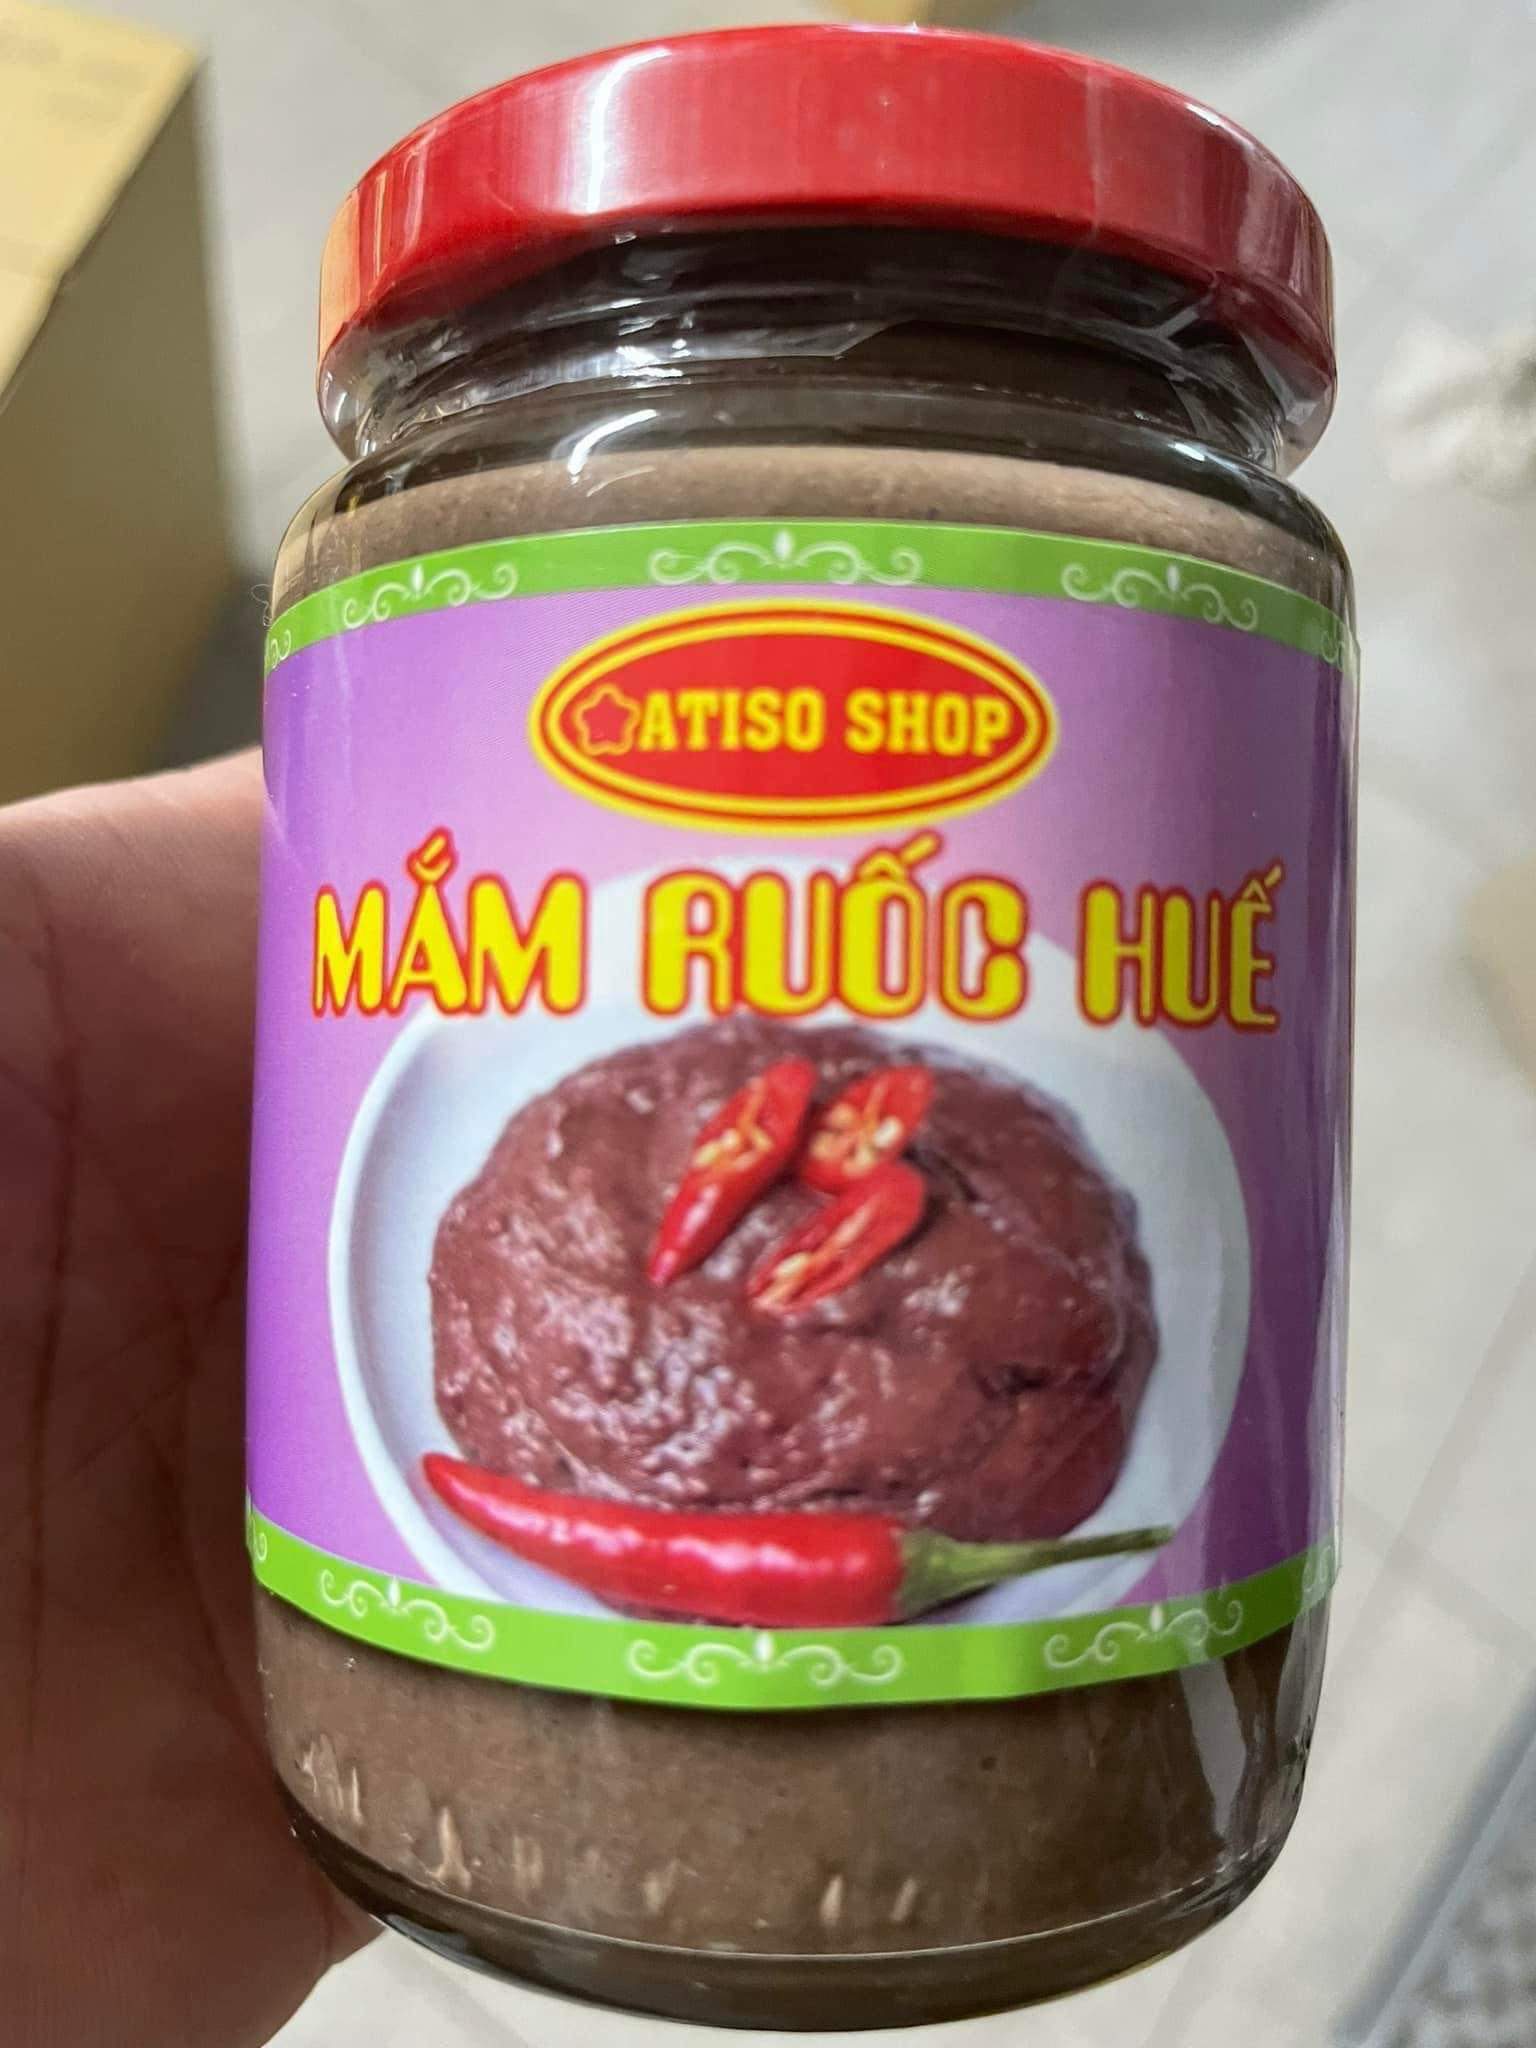 ATISO SHOP
MẮM RUỐC HUẾ